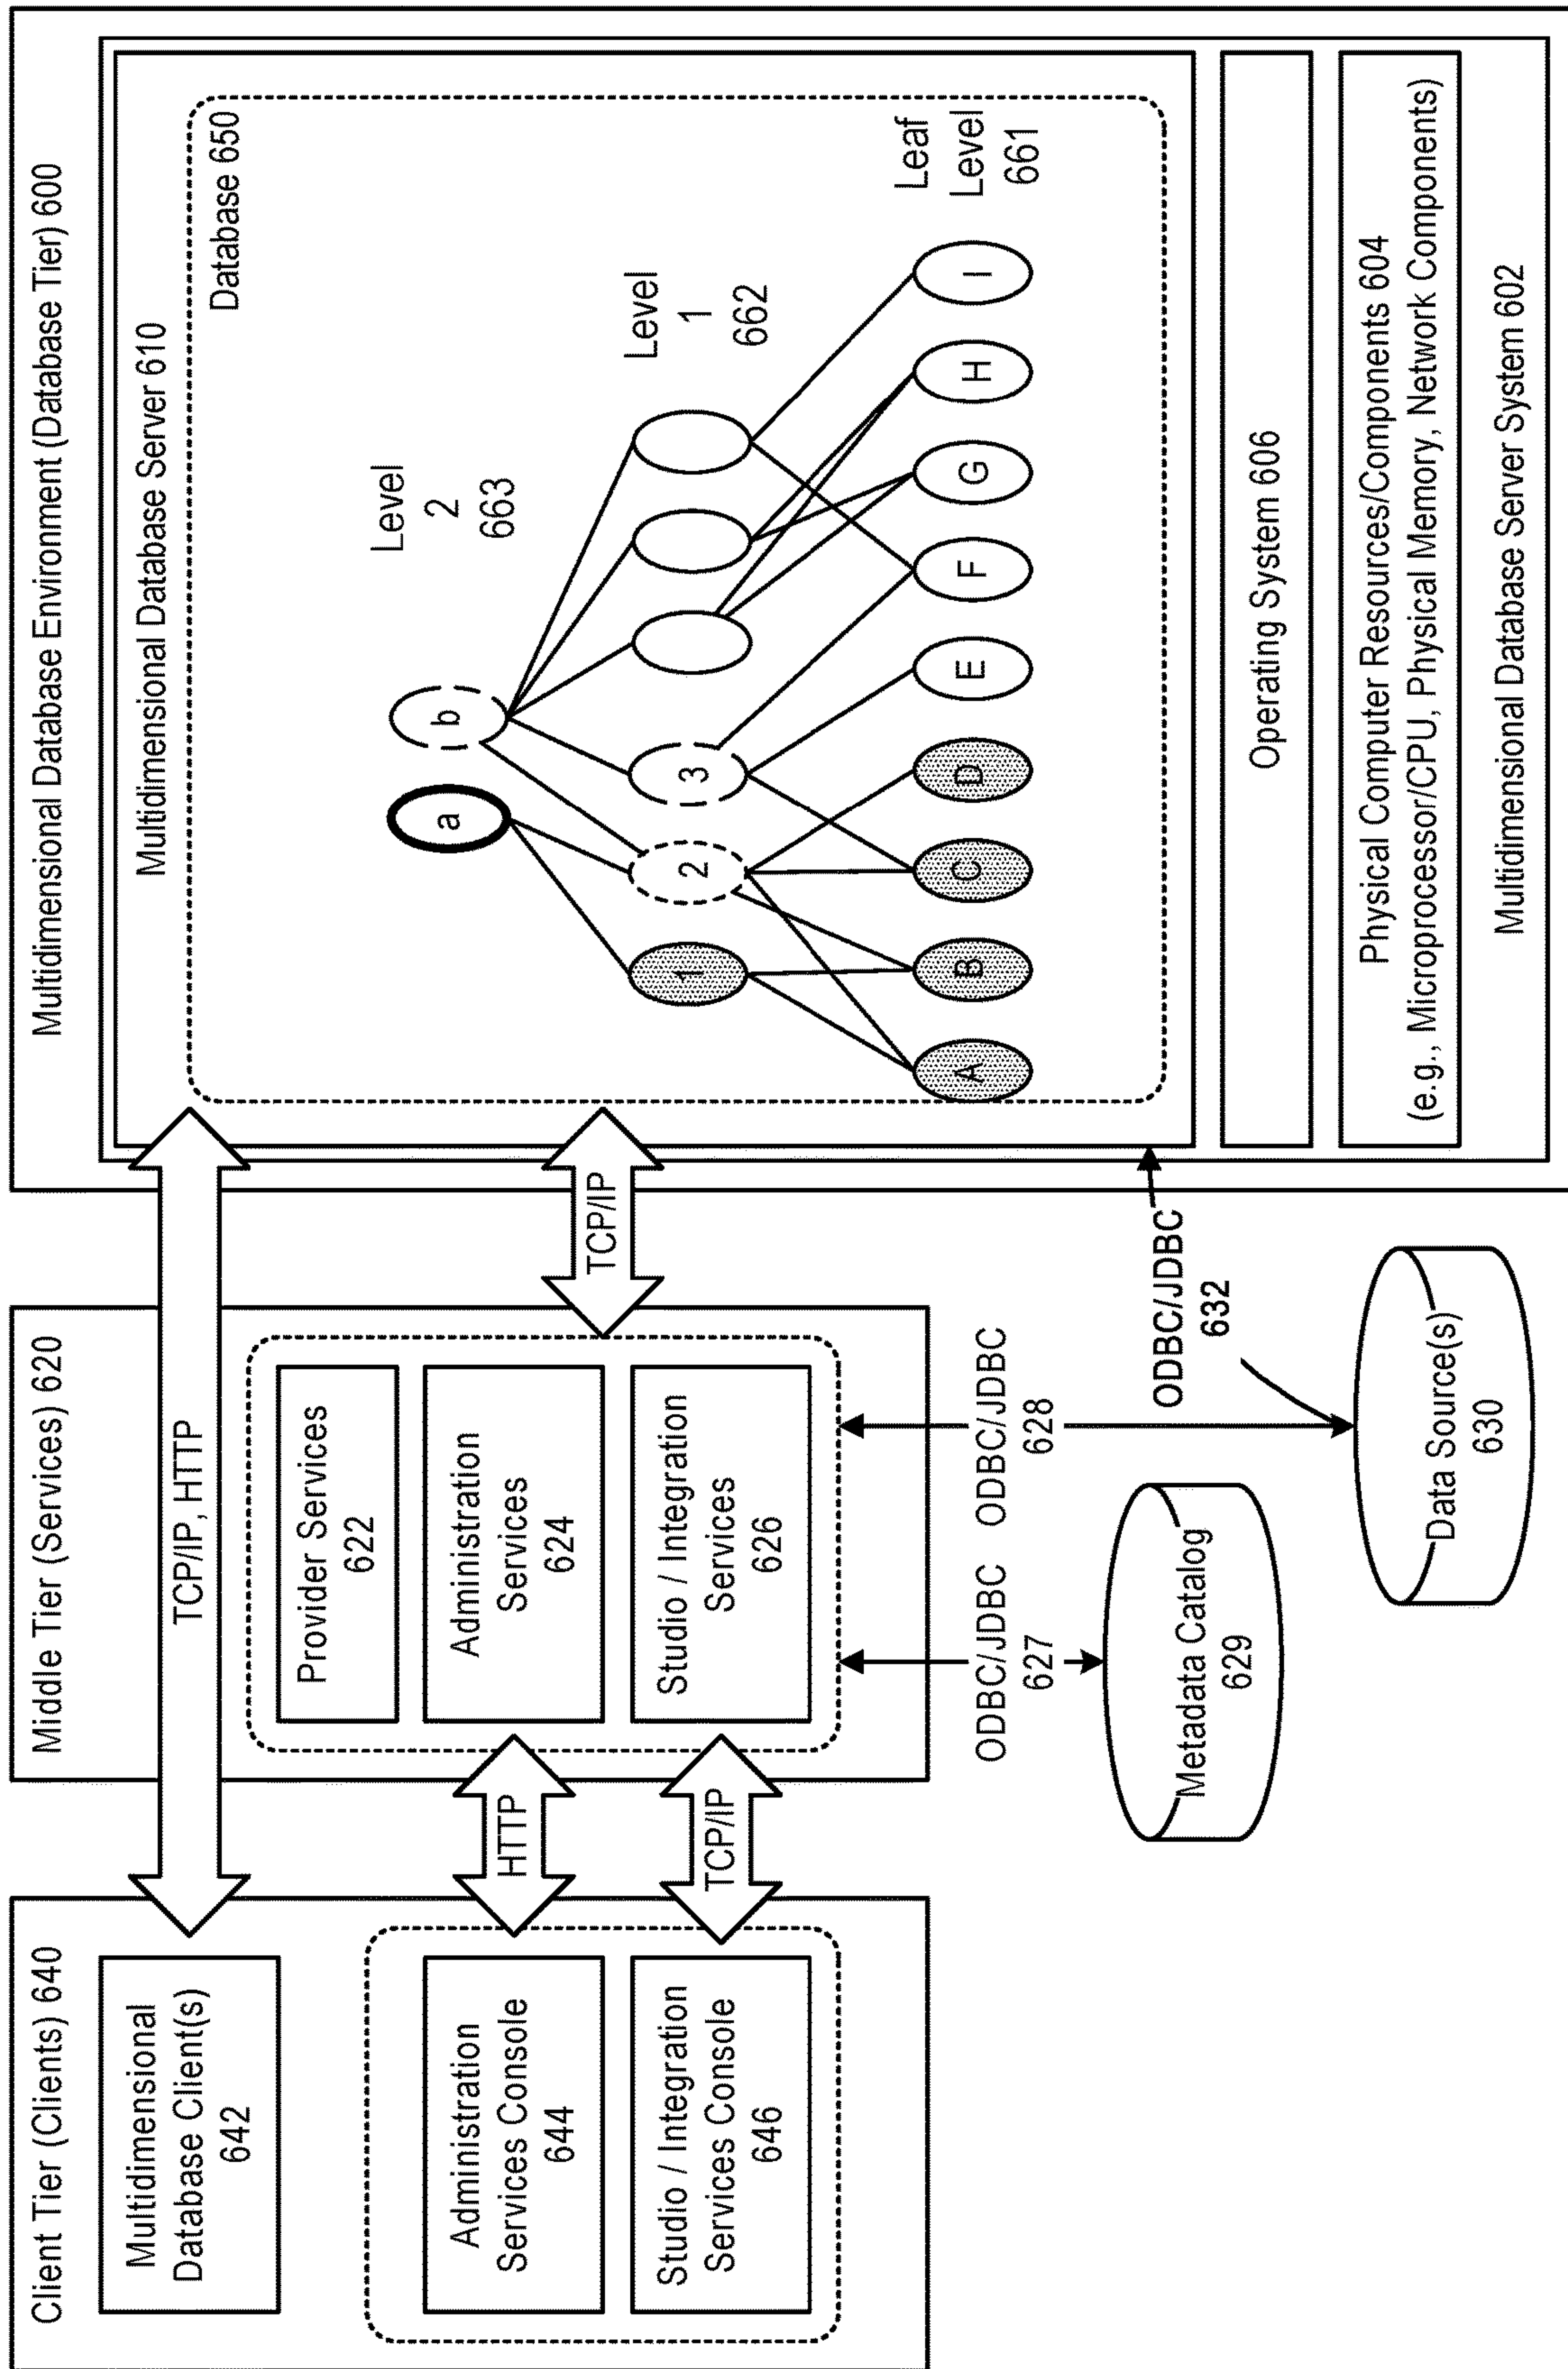 Client Tier (Clients) 640
Multidimensional
Database Client(s)
642
Administration
Services Console
644
Studio / Integration
Services Console
646
TCP/IP, HTTP
HTTP
TCP/IP
Middle Tier (Services) 620
Provider Services
622
Administration
Services
624
Studio / Integration
Services
626
TCP/IP
ODBC/JDBC
627
ODBC/JDBC
628
Metadata Catalog
629
ODBC/JDBC
632
Data Source(s)
630
Multidimensional Database Environment (Database Tier) 600
Multidimensional Database Server 610
Database 650
Level
2
663
a
b
Level
1
662
1
2
3
Leaf
Level
661
A
B
C
D
E
F
G
H
I
Operating System 606
Physical Computer Resources/Components 604
(e.g., Microprocessor/CPU, Physical Memory, Network Components)
Multidimensional Database Server System 602